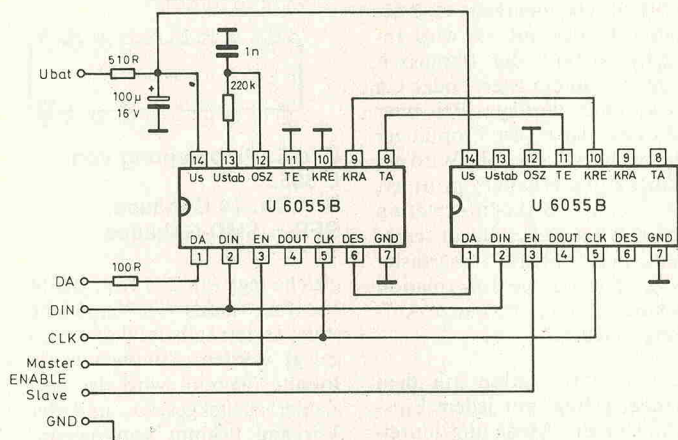 1n
510R
Ubat
220k
+
100µ
16V
14 13 12 11 10 9 8
Us Ustab OSZ TE KRE KRA TA
U 6055B
DA DIN EN DOUT CLK DES GND
1 2 3 4 5 6 7
14 13 12 11 10 9 8
Us Ustab OSZ TE KRE KRA TA
U 6055B
DA DIN EN DOUT CLK DES GND
1 2 3 4 5 6 7
100R
DA
DIN
CLK
Master
ENABLE
Slave
GND